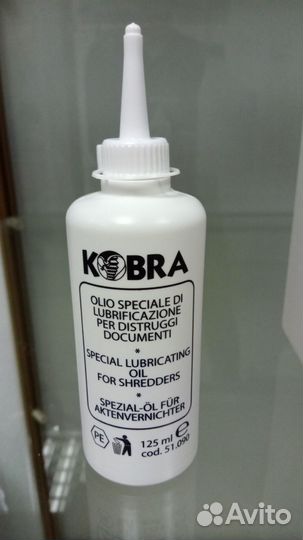 KOBRA
OLIO SPECIALE DI
LUBRIFICAZIONE
PER DISTRUGGI
DOCUMENTI
*
SPECIAL LUBRICATING
OIL
FOR SHREDDERS
*
SPEZIAL-ÖL FÜR
AKTENVERNICHTER
PE
125 ml e
cod. 51.090
Avito